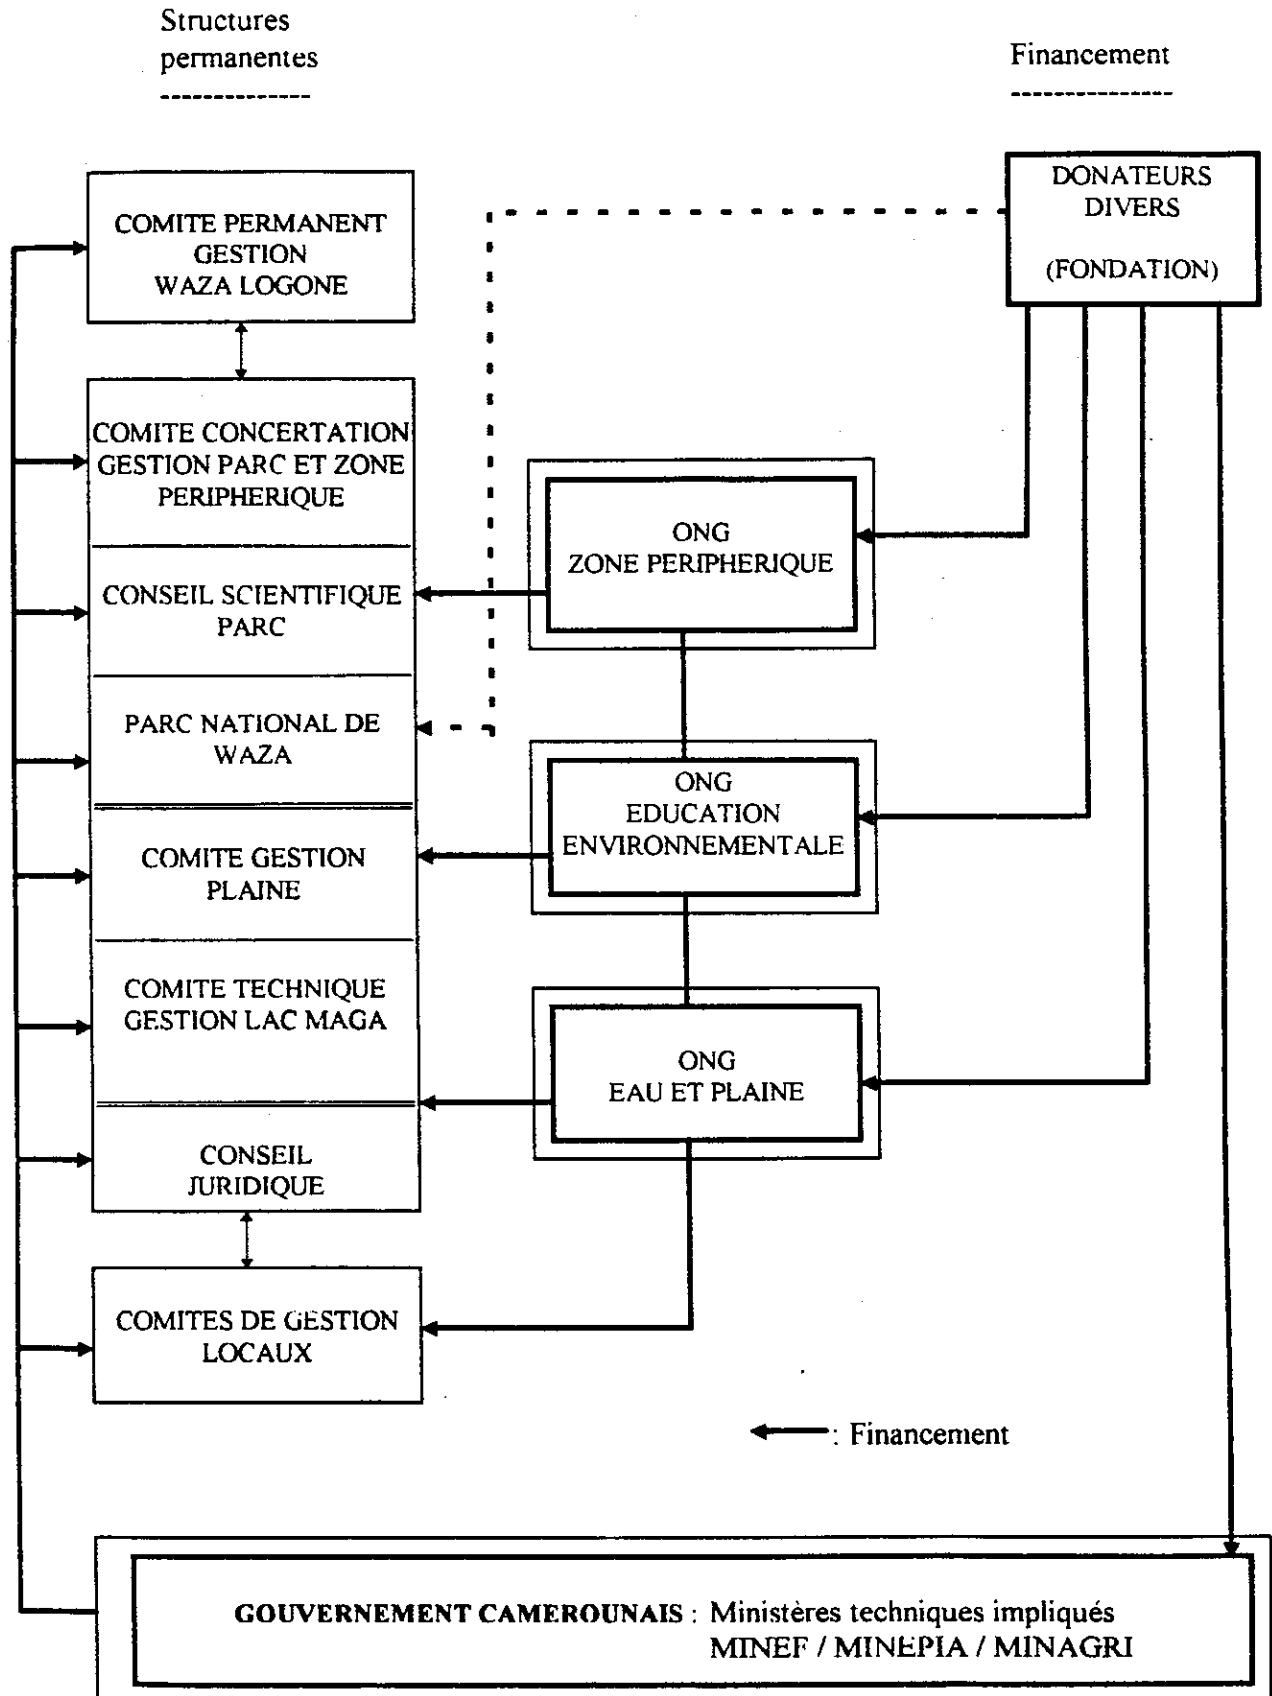 Structures
permanentes
Financement
DONATEURS
DIVERS
(FONDATION)
COMITE PERMANENT
GESTION
WAZA LOGONE
COMITE CONCERTATION
GESTION PARC ET ZONE
PERIPHERIQUE
CONSEIL SCIENTIFIQUE
PARC
PARC NATIONAL DE
WAZA
COMITE GESTION
PLAINE
COMITE TECHNIQUE
GESTION LAC MAGA
CONSEIL
JURIDIQUE
COMITES DE GESTION
LOCAUX
ONG
ZONE PERIPHERIQUE
ONG
EDUCATION
ENVIRONNEMENTALE
ONG
EAU ET PLAINE
: Financement
GOUVERNEMENT CAMEROUNAIS : Ministères techniques impliqués
MINEF / MINEPIA / MINAGRI